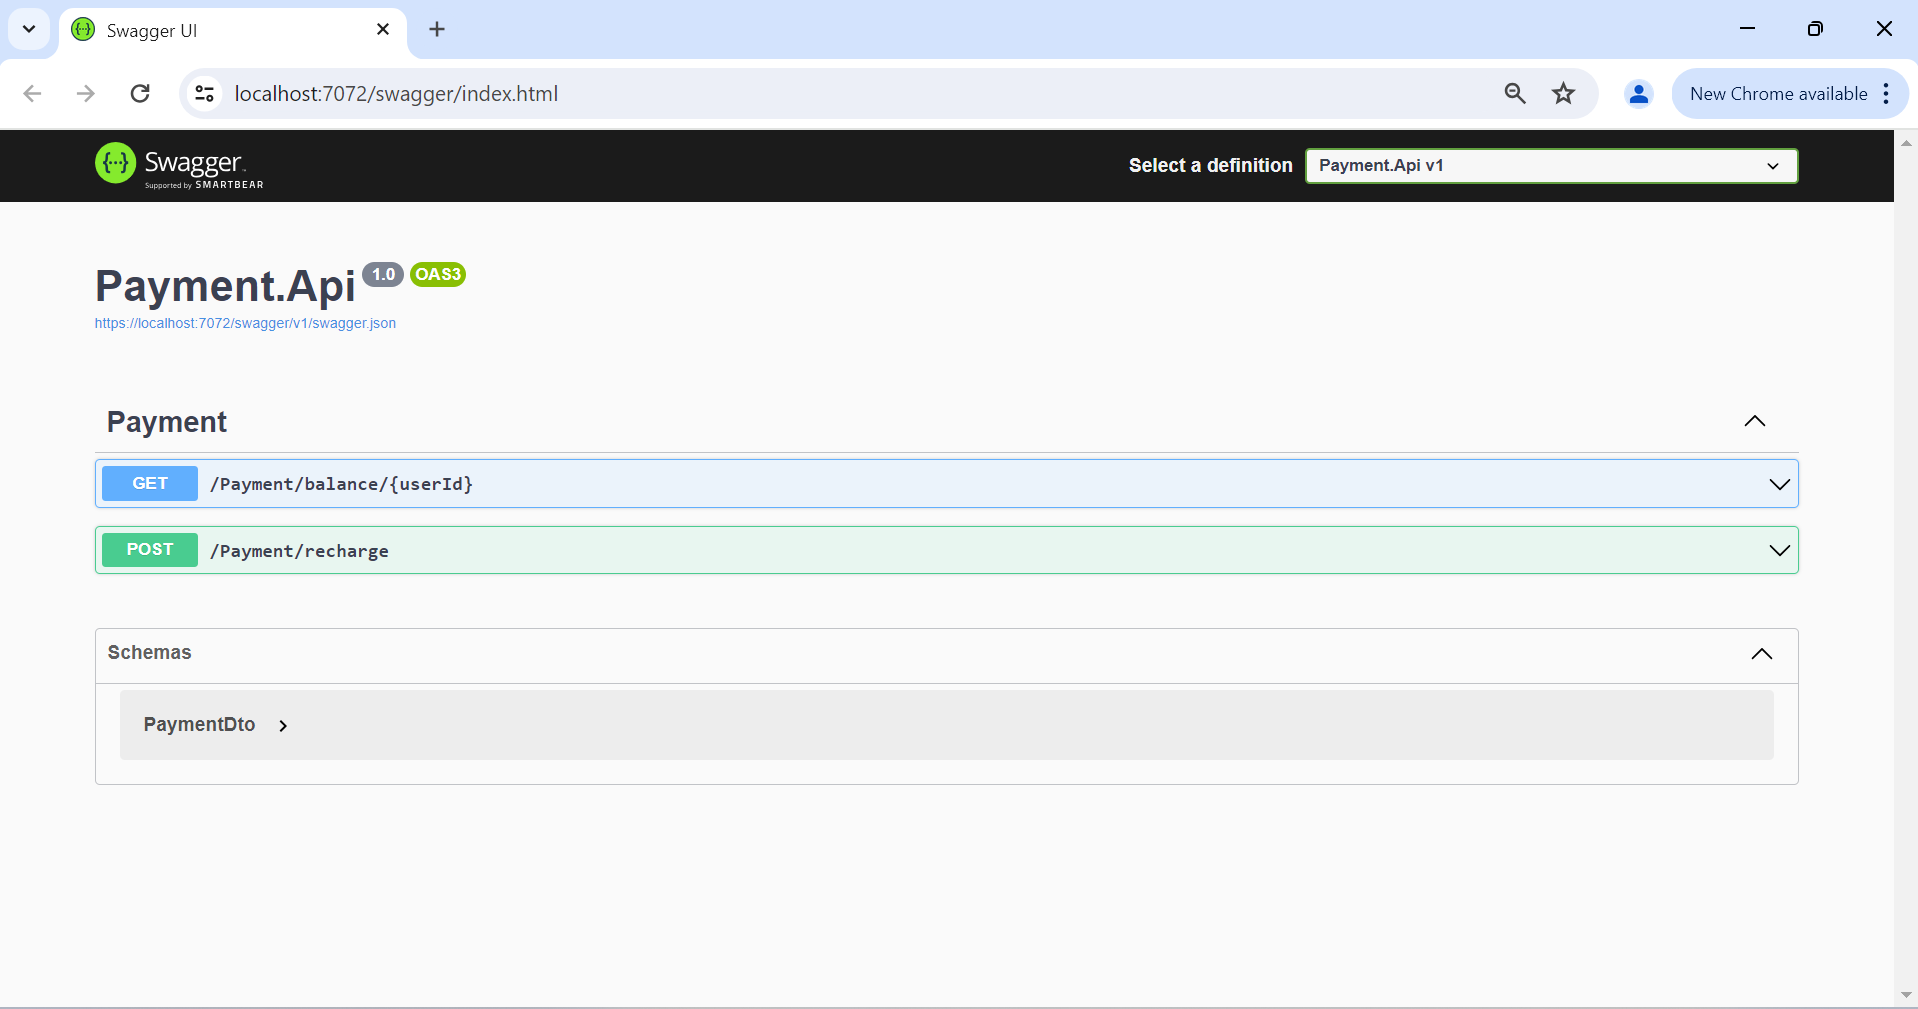 Swagger UI
localhost:7072/swagger/index.html
New Chrome available
{···} Swagger™
Supported by SMARTBEAR
Select a definition
Payment.Api v1
Payment.Api 1.0 OAS3
https://localhost:7072/swagger/v1/swagger.json
Payment
GET /Payment/balance/{userId}
POST /Payment/recharge
Schemas
PaymentDto